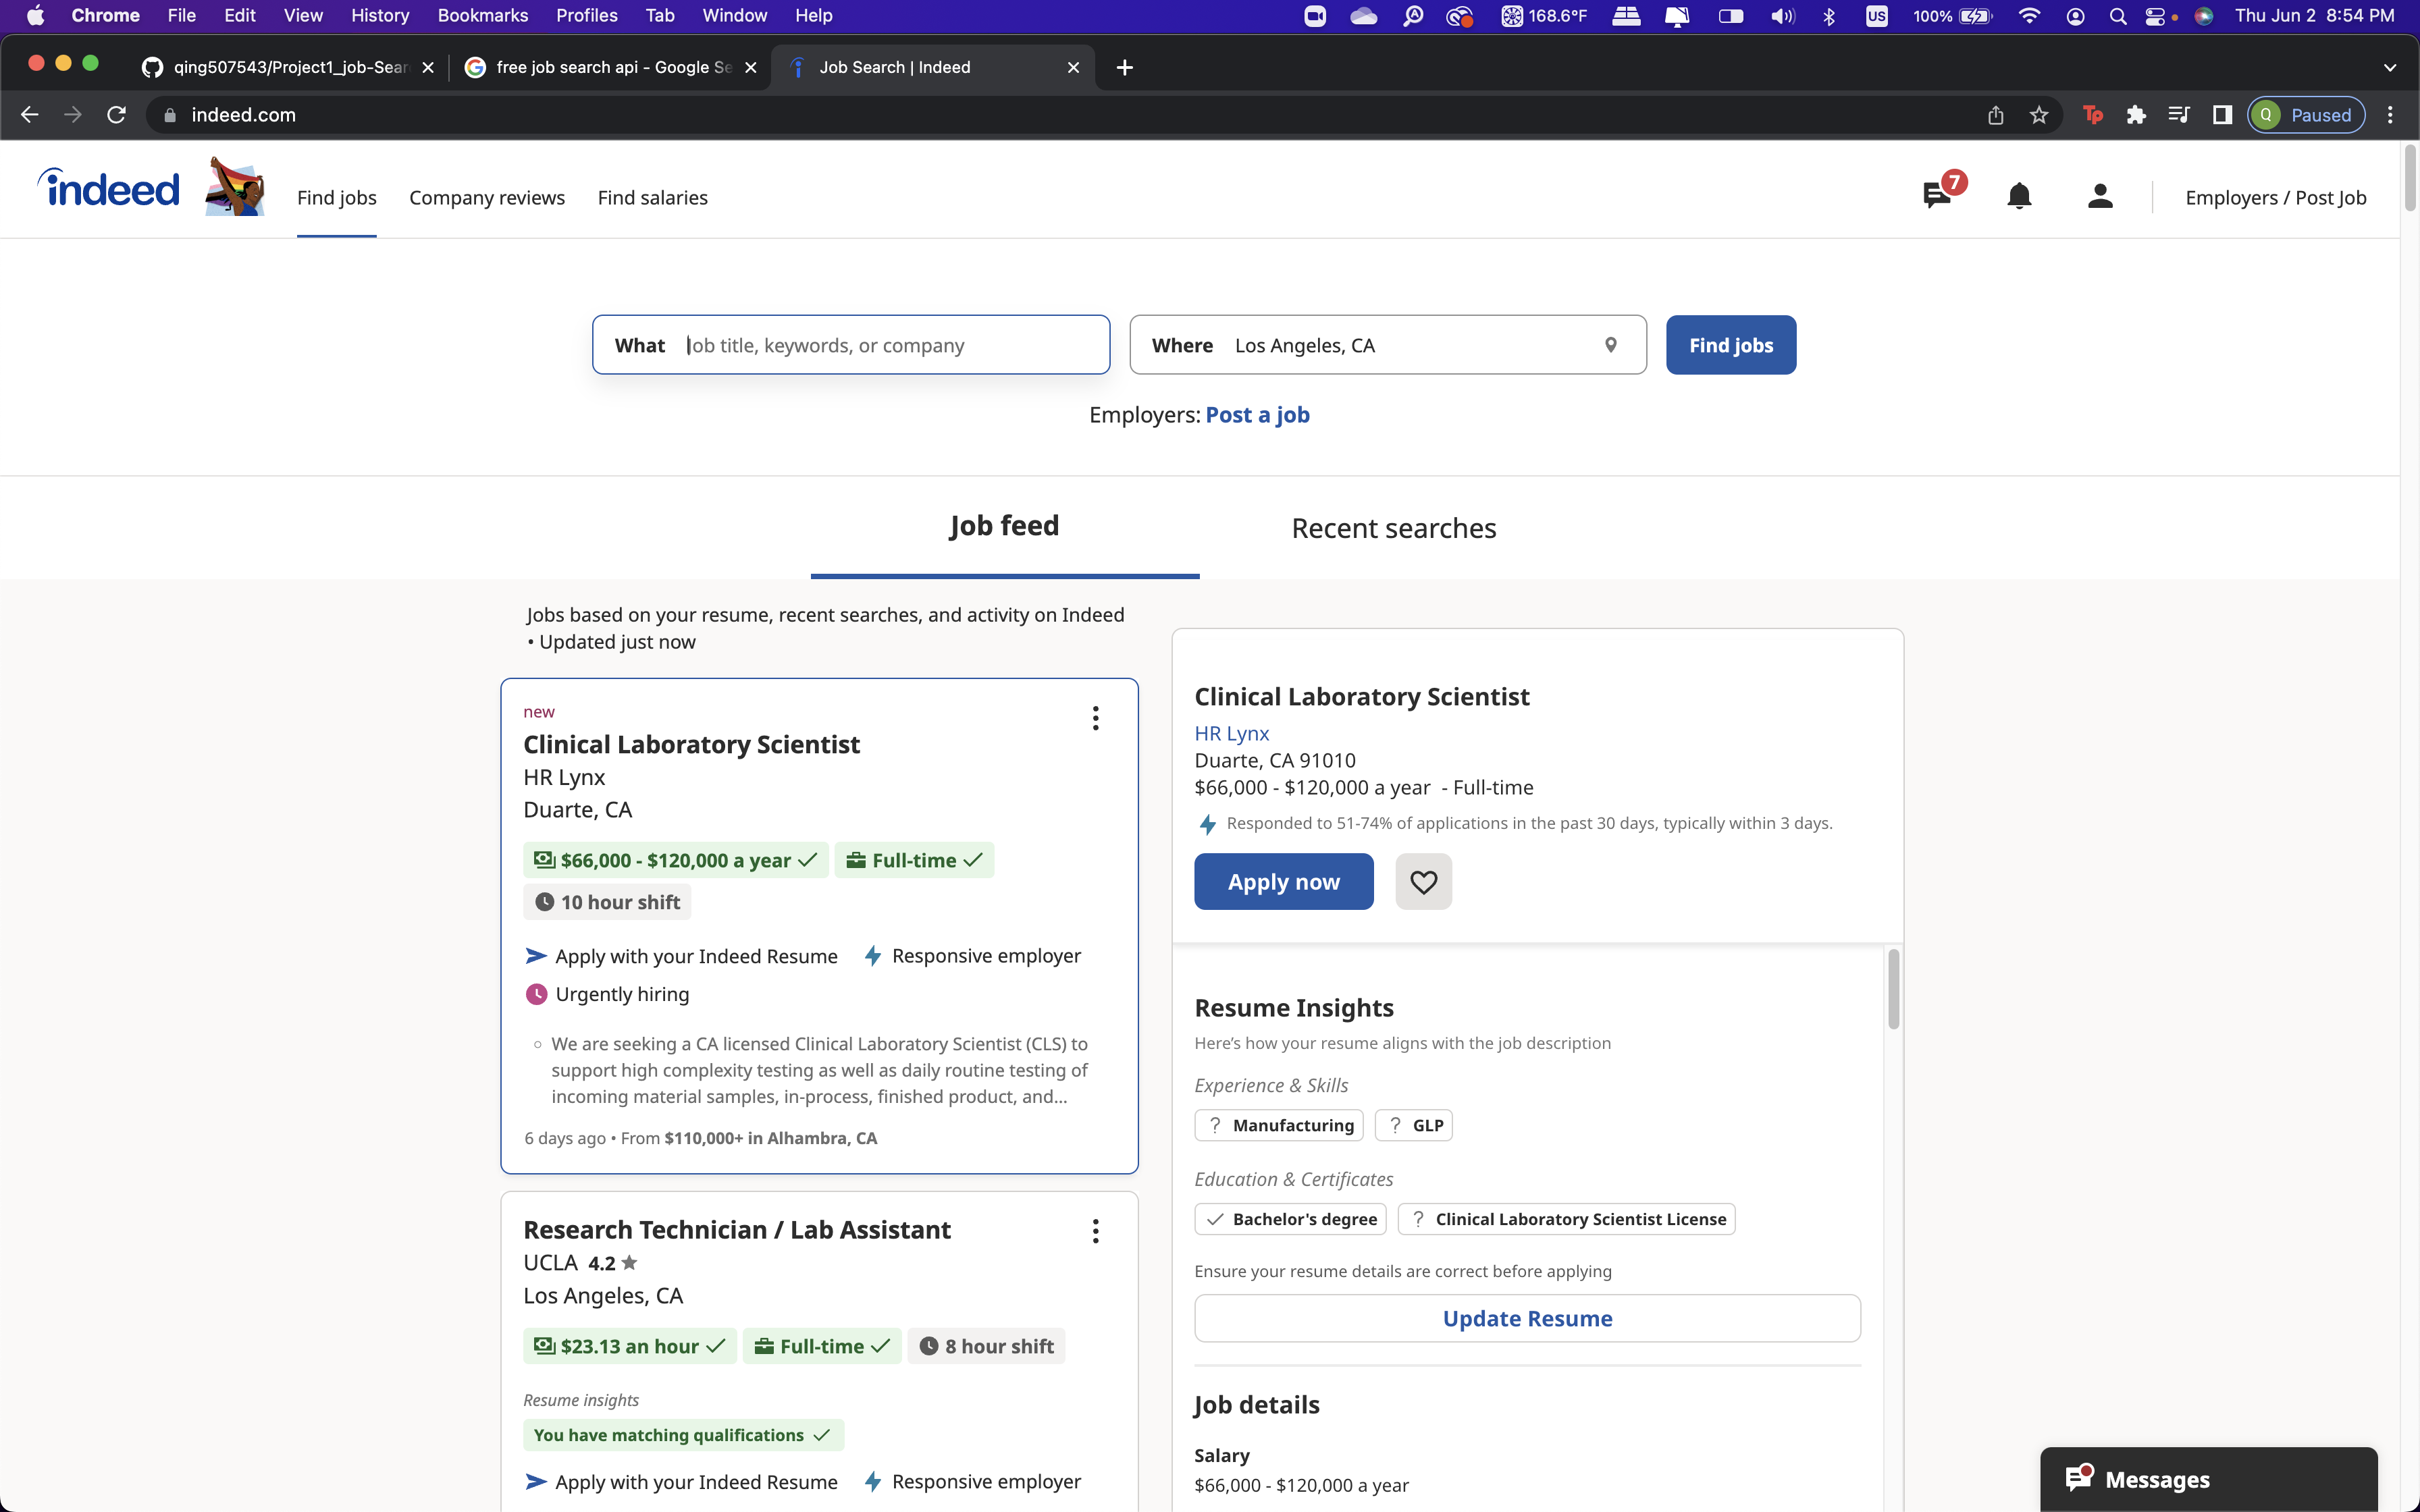 Chrome File Edit View History Bookmarks Profiles Tab Window Help 168.6°F US 100% Thu Jun 2 8:54 PM
qing507543/Project1_job-Sear free job search api - Google Se Job Search | Indeed
indeed.com Tp Q Paused
indeed Find jobs Company reviews Find salaries 7 Employers / Post Job
What Job title, keywords, or company Where Los Angeles, CA Find jobs
Employers: Post a job
Job feed Recent searches
Jobs based on your resume, recent searches, and activity on Indeed
• Updated just now
new
Clinical Laboratory Scientist
HR Lynx
Duarte, CA
$66,000 - $120,000 a year Full-time
10 hour shift
Apply with your Indeed Resume Responsive employer
Urgently hiring
We are seeking a CA licensed Clinical Laboratory Scientist (CLS) to
support high complexity testing as well as daily routine testing of
incoming material samples, in-process, finished product, and...
6 days ago • From $110,000+ in Alhambra, CA
Research Technician / Lab Assistant
UCLA 4.2
Los Angeles, CA
$23.13 an hour Full-time 8 hour shift
Resume insights
You have matching qualifications
Apply with your Indeed Resume Responsive employer
Clinical Laboratory Scientist
HR Lynx
Duarte, CA 91010
$66,000 - $120,000 a year - Full-time
Responded to 51-74% of applications in the past 30 days, typically within 3 days.
Apply now
Resume Insights
Here's how your resume aligns with the job description
Experience & Skills
? Manufacturing ? GLP
Education & Certificates
Bachelor's degree ? Clinical Laboratory Scientist License
Ensure your resume details are correct before applying
Update Resume
Job details
Salary
$66,000 - $120,000 a year
Messages